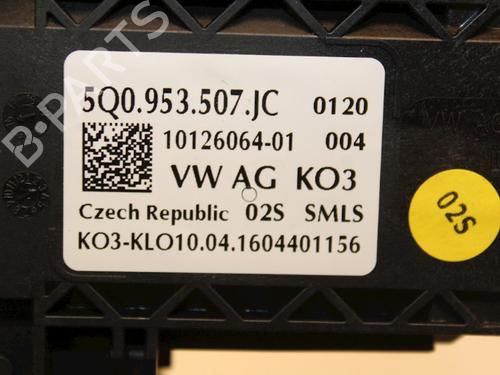 5Q0.953.507.JC 0120
10126064-01 004
VW AG KO3
Czech Republic 02S SMLS
KO3-KLO10.04.1604401156
02S
B-PARTS